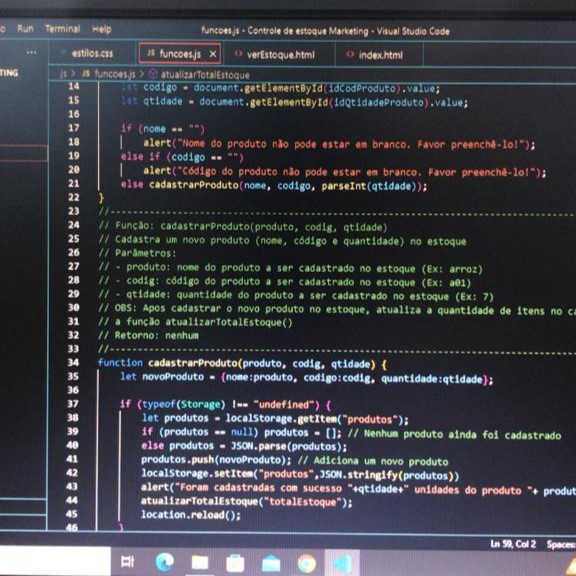 Run Terminal Help funcoes.js - Controle de estoque Marketing - Visual Studio Code
··· estilos.css JS funcoes.js × <> verEstoque.html <> index.html
TING
js > JS funcoes.js > atualizarTotalEstoque
14 let codigo = document.getElementById(idCodProduto).value;
15 let qtidade = document.getElementById(idQtidadeProduto).value;
16
17 if (nome == "")
18 alert("Nome do produto não pode estar em branco. Favor preenchê-lo!");
19 else if (codigo == "")
20 alert("Código do produto não pode estar em branco. Favor preenchê-lo!");
21 else cadastrarProduto(nome, codigo, parseInt(qtidade));
22 }
23 //----------------------------------------------------------------
24 // Função: cadastrarProduto(produto, codig, qtidade)
25 // Cadastra um novo produto (nome, código e quantidade) no estoque
26 // Parâmetros:
27 // - produto: nome do produto a ser cadastrado no estoque (Ex: arroz)
28 // - codig: código do produto a ser cadastrado no estoque (Ex: a01)
29 // - qtidade: quantidade do produto a ser cadastrado no estoque (Ex: 7)
30 // OBS: Apos cadastrar o novo produto no estoque, atualiza a quantidade de itens no ca
31 // a função atualizarTotalEstoque()
32 // Retorno: nenhum
33 //----------------------------------------------------------------
34 function cadastrarProduto(produto, codig, qtidade) {
35 let novoProduto = {nome:produto, codigo:codig, quantidade:qtidade};
36
37 if (typeof(Storage) !== "undefined") {
38 let produtos = localStorage.getItem("produtos");
39 if (produtos == null) produtos = []; // Nenhum produto ainda foi cadastrado
40 else produtos = JSON.parse(produtos);
41 produtos.push(novoProduto); // Adiciona um novo produto
42 localStorage.setItem("produtos",JSON.stringify(produtos))
43 alert("Foram cadastradas com sucesso "+qtidade+" unidades do produto "+ produt
44 atualizarTotalEstoque("totalEstoque");
45 location.reload();
46 }
Ln 59, Col 2 Spaces: